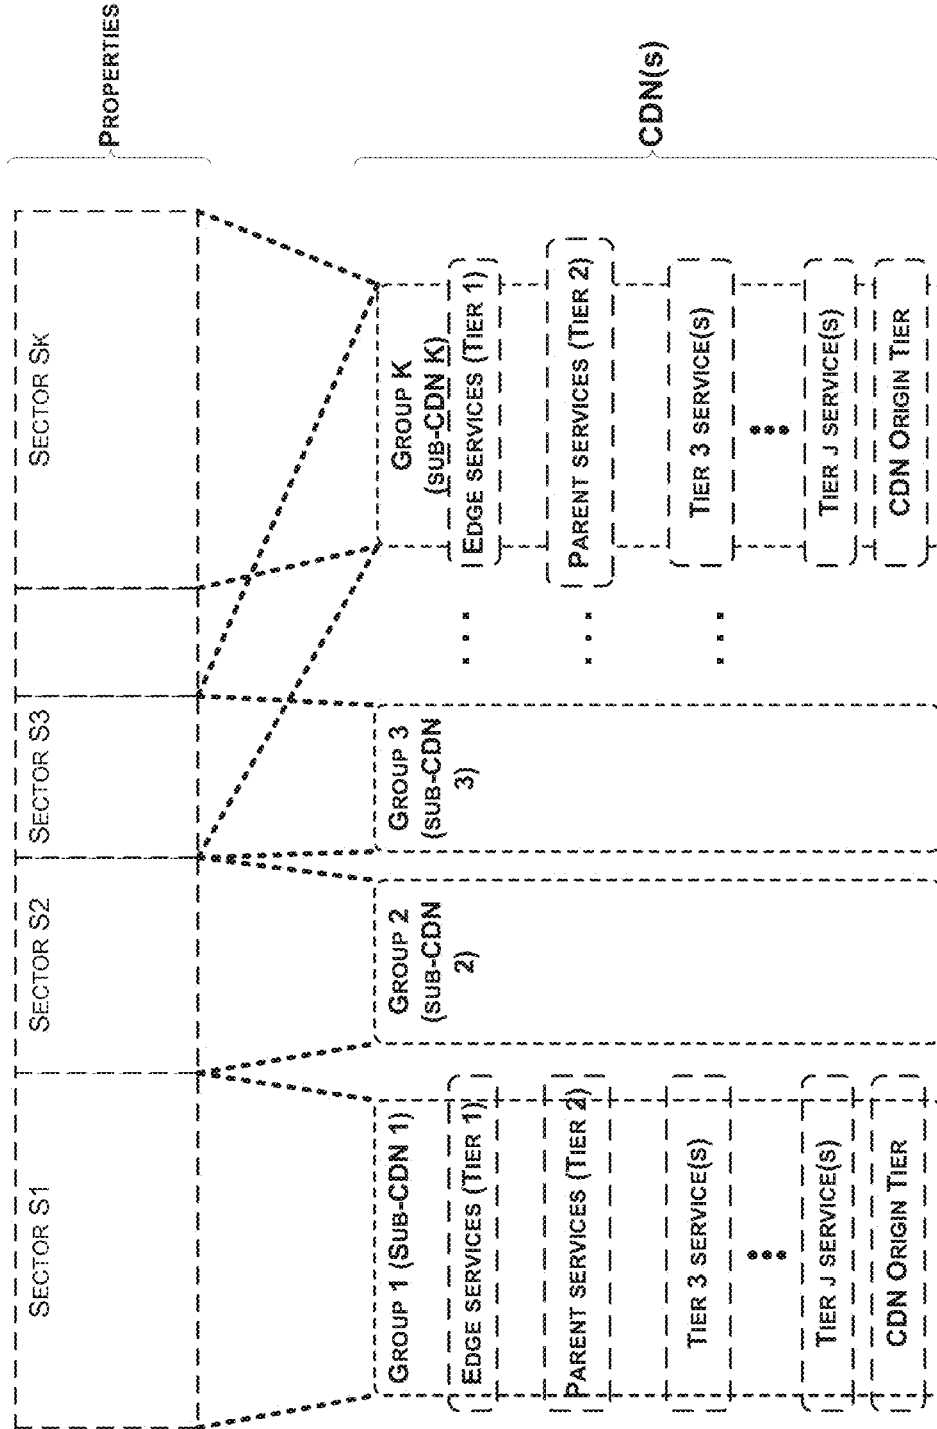 PROPERTIES
SECTOR S1
SECTOR S2
SECTOR S3
SECTOR SK
CDN(s)
GROUP 1 (SUB-CDN 1)
EDGE SERVICES (TIER 1)
PARENT SERVICES (TIER 2)
TIER 3 SERVICE(S)
•••
TIER J SERVICE(S)
CDN ORIGIN TIER
GROUP 2
(SUB-CDN
2)
GROUP 3
(SUB-CDN
3)
...
...
...
GROUP K
(SUB-CDN K)
EDGE SERVICES (TIER 1)
PARENT SERVICES (TIER 2)
TIER 3 SERVICE(S)
•••
TIER J SERVICE(S)
CDN ORIGIN TIER